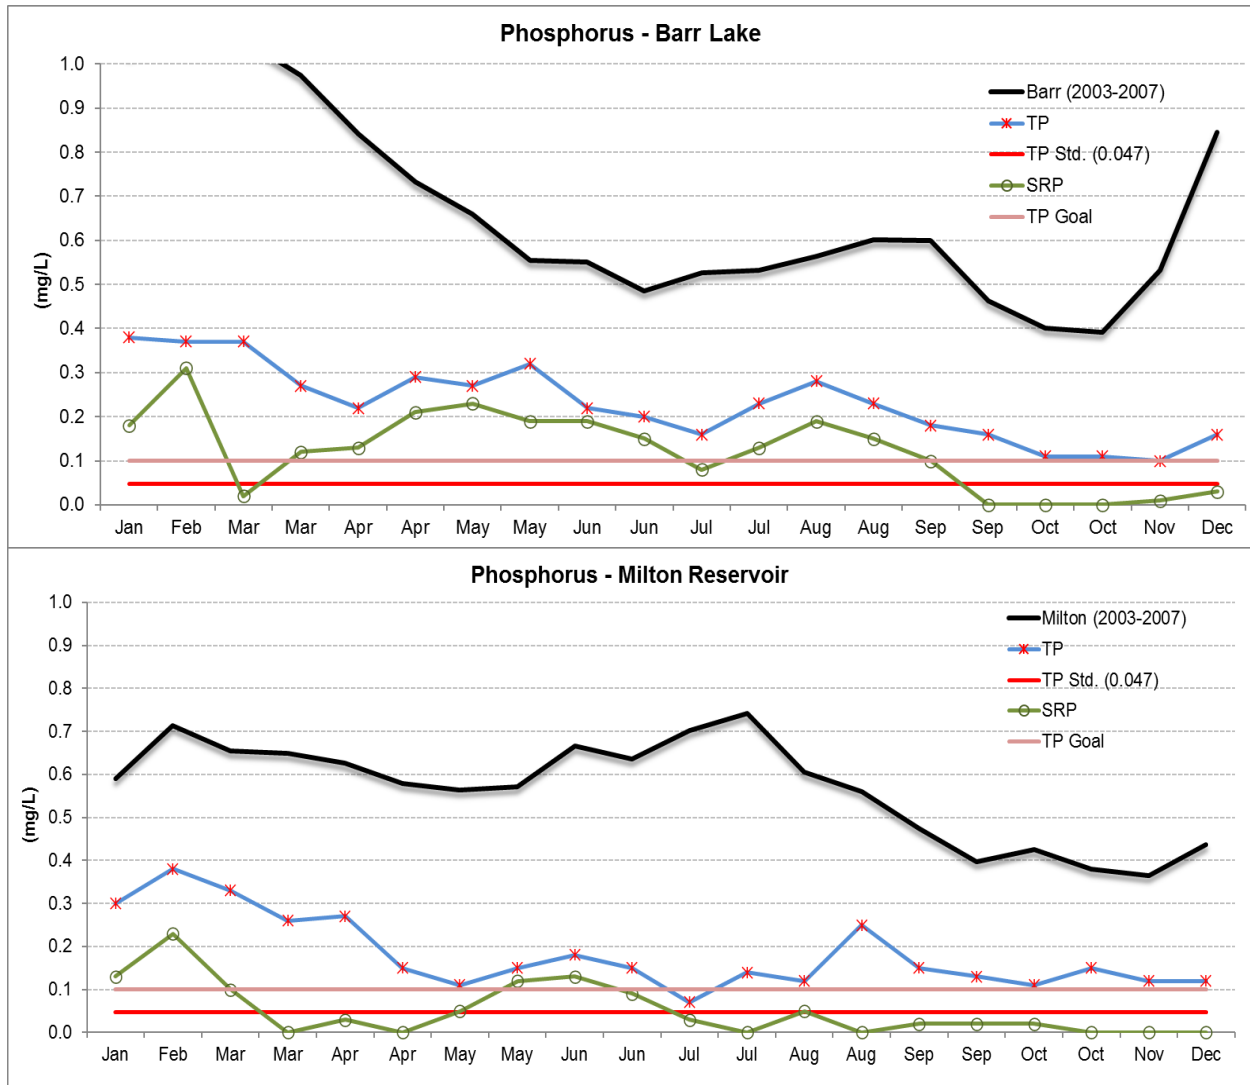 Phosphorus - Barr Lake
1.0
0.9
0.8
0.7
0.6
0.5
0.4
0.3
0.2
0.1
0.0
(mg/L)
Barr (2003-2007)
TP
TP Std. (0.047)
SRP
TP Goal
Jan Feb Mar Mar Apr Apr May May Jun Jun Jul Jul Aug Aug Sep Sep Oct Oct Nov Dec
Phosphorus - Milton Reservoir
1.0
0.9
0.8
0.7
0.6
0.5
0.4
0.3
0.2
0.1
0.0
(mg/L)
Milton (2003-2007)
TP
TP Std. (0.047)
SRP
TP Goal
Jan Feb Mar Mar Apr Apr May May Jun Jun Jul Jul Aug Aug Sep Sep Oct Oct Nov Dec